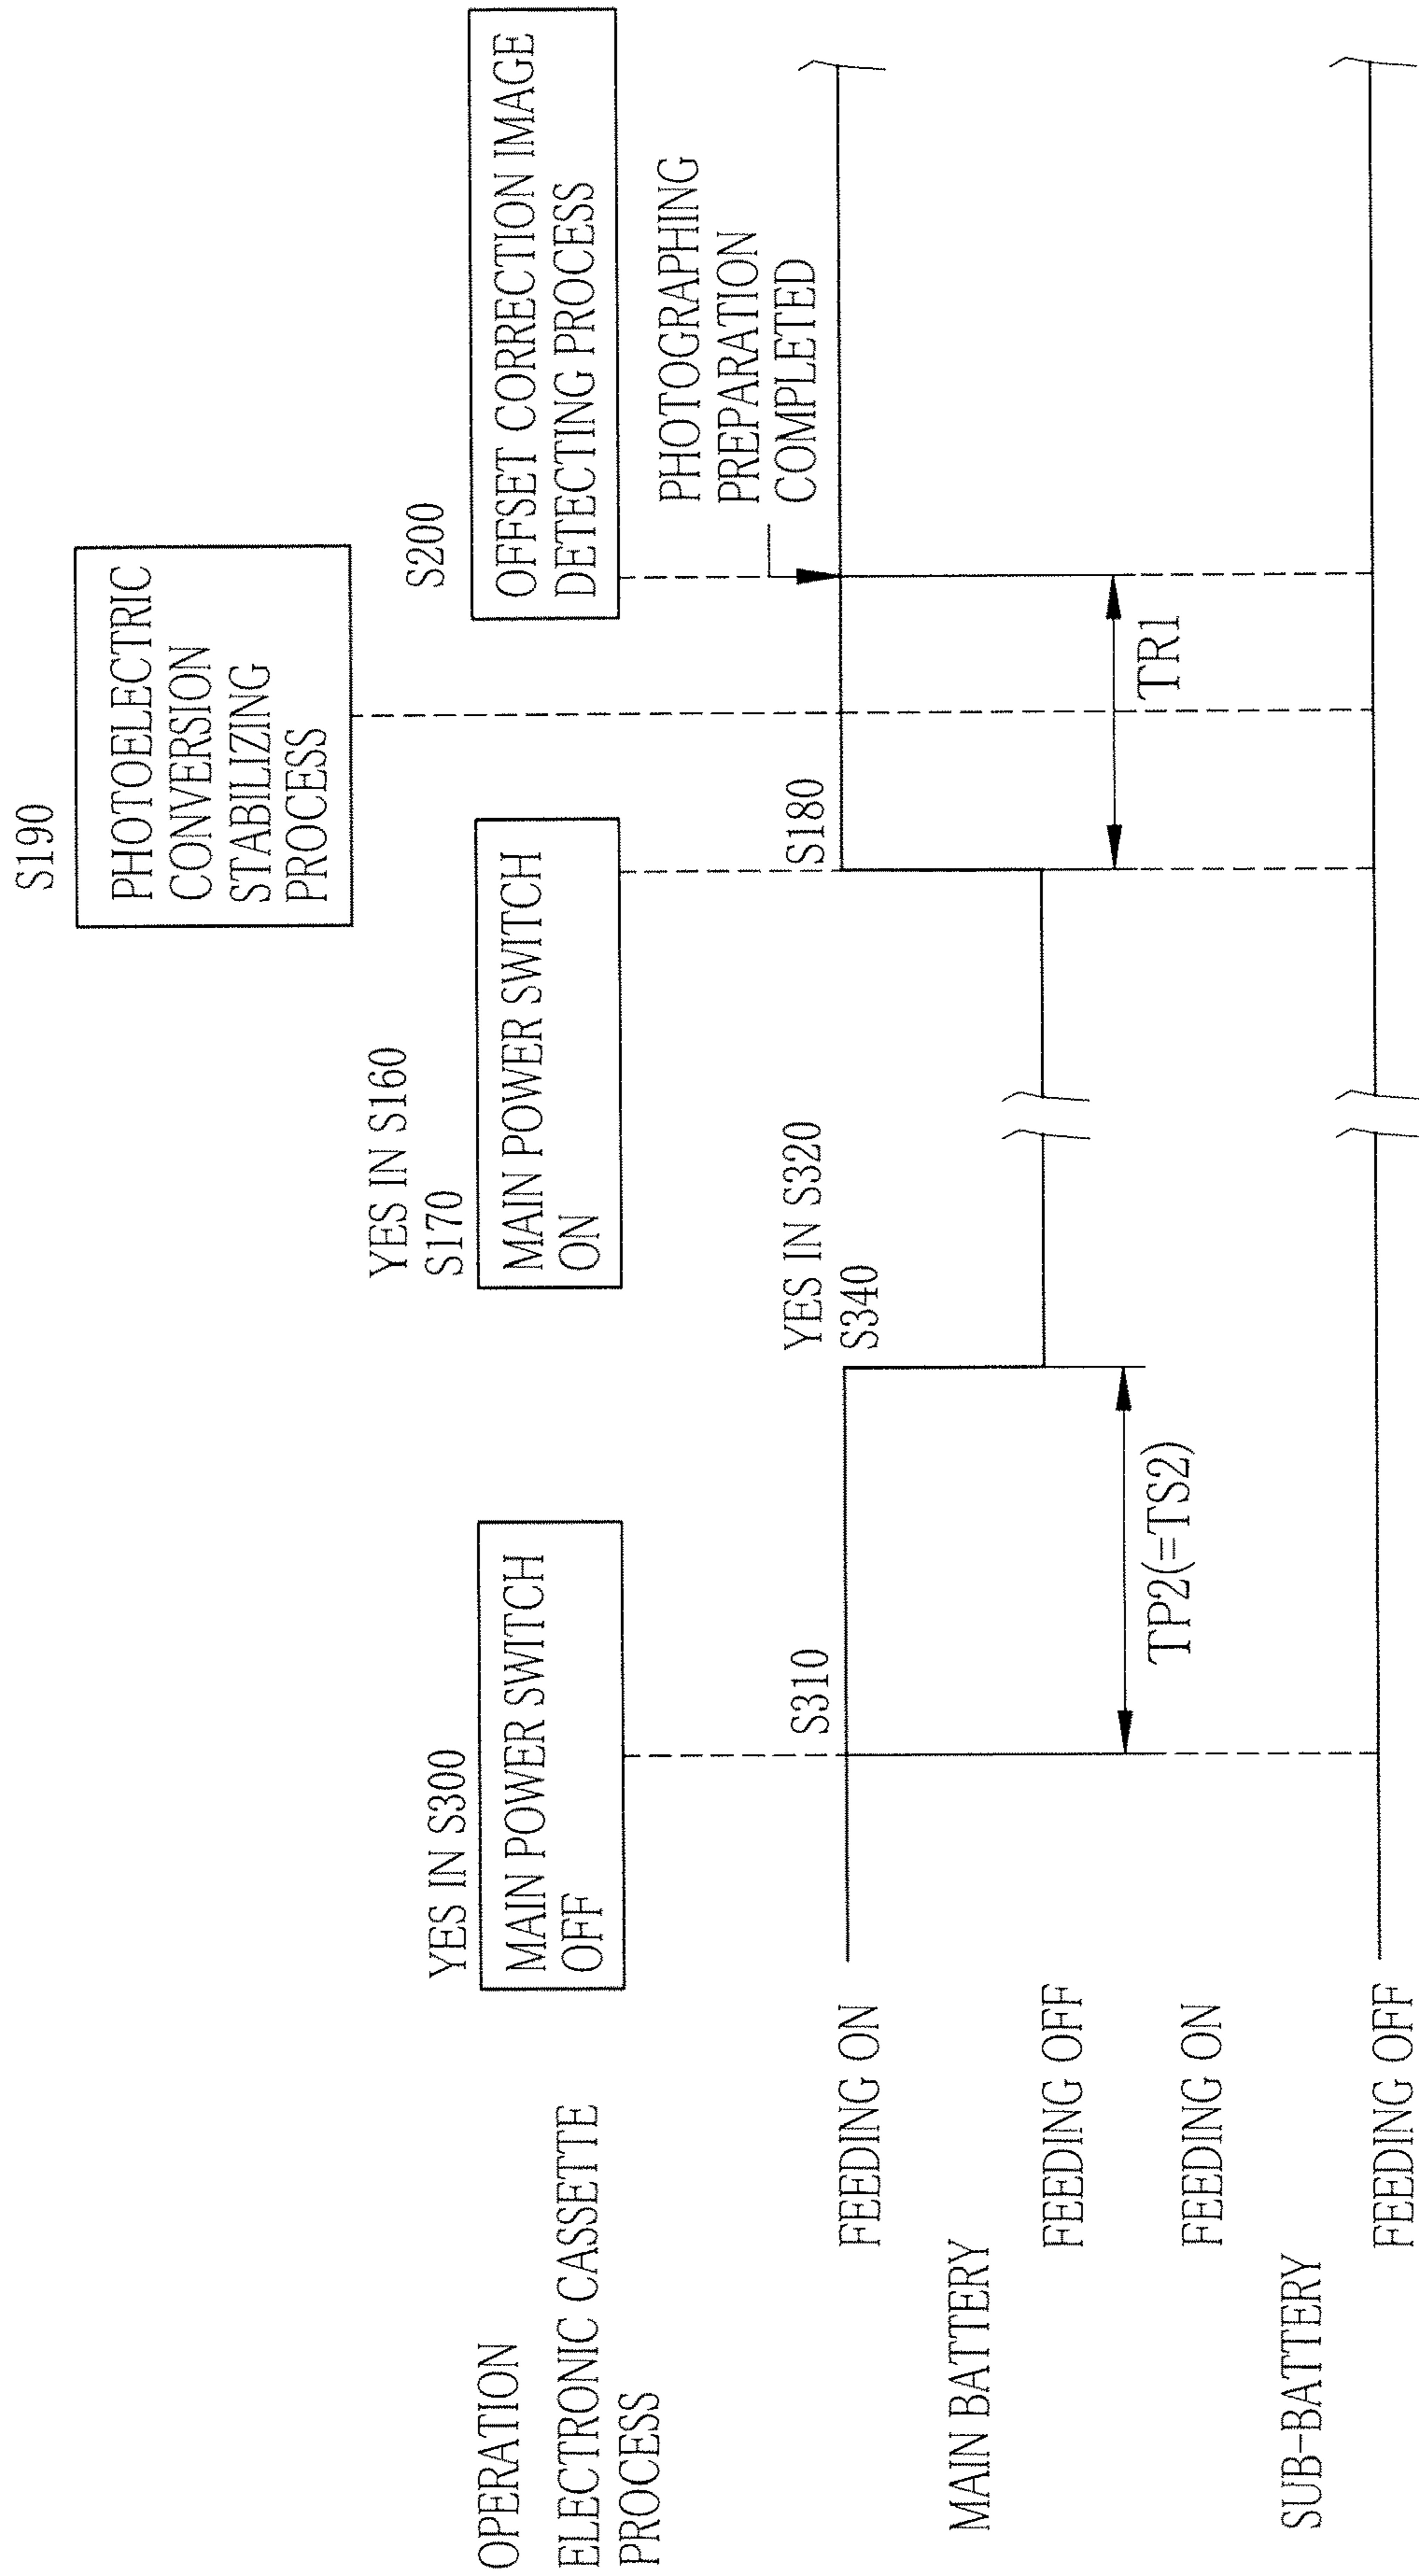 S190
PHOTOELECTRIC
CONVERSION
STABILIZING
PROCESS
YES IN S160
S200
YES IN S300
S170
OPERATION
MAIN POWER SWITCH
OFF
MAIN POWER SWITCH
ON
OFFSET CORRECTION IMAGE
DETECTING PROCESS
ELECTRONIC CASSETTE
PROCESS
PHOTOGRAPHING
PREPARATION
COMPLETED
YES IN S320
S310
S340
S180
FEEDING ON
MAIN BATTERY
FEEDING OFF
TP2(=TS2)
TR1
FEEDING ON
SUB-BATTERY
FEEDING OFF